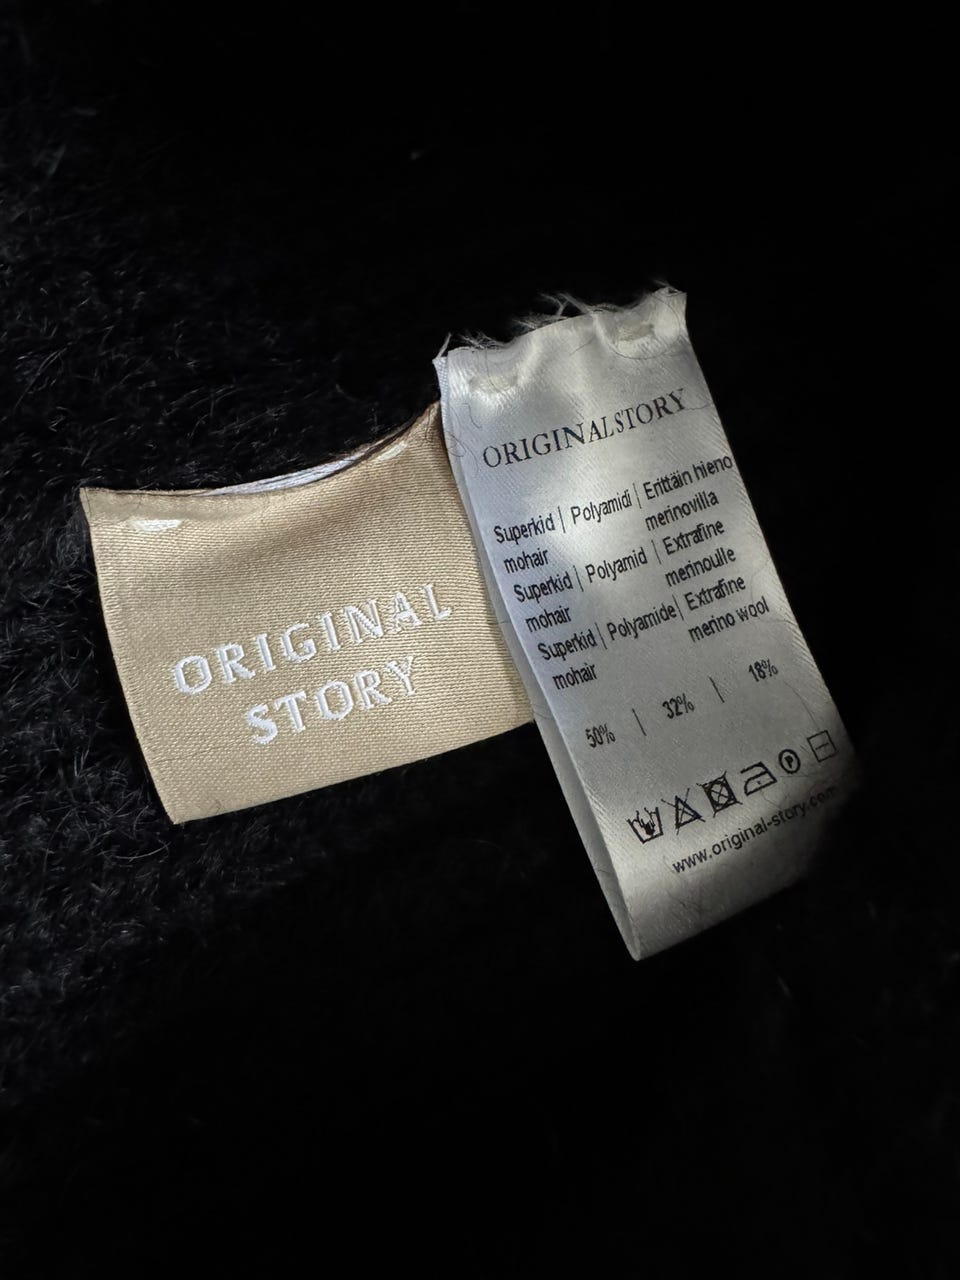 ORIGINAL
STORY
ORIGINALSTORY
Superkid | Polyamidi | Erittäin hieno
mohair merinovilla
Superkid | Polyamid | Extrafine
mohair merinoulle
Superkid | Polyamide | Extrafine
mohair merino wool
50% | 32% | 18%
P
www.original-story.com